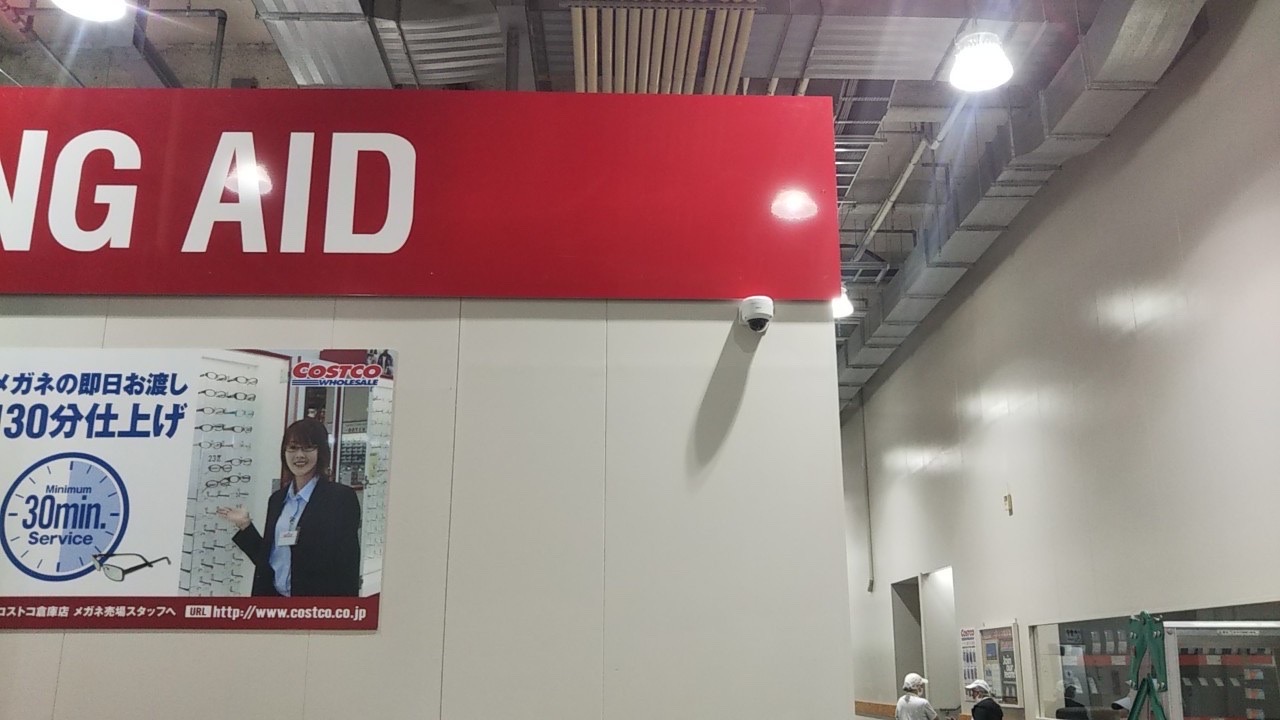 NG AID
メガネの即日お渡し
30分仕上げ
COSTCO
WHOLESALE
Minimum
30min.
Service
コストコ倉庫店 メガネ売場スタッフへ URL http://www.costco.co.jp
COSTCO